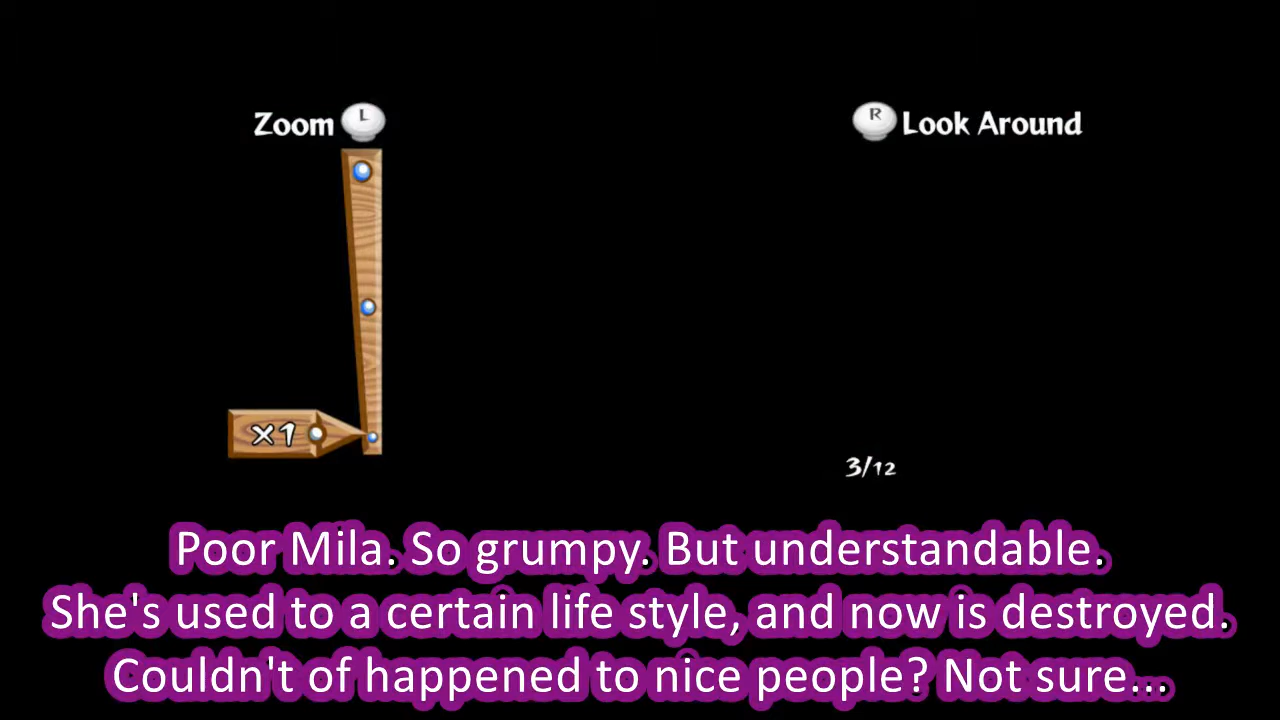 Zoom L
R Look Around
×1
3/12
Poor Mila. So grumpy. But understandable.
She's used to a certain life style, and now is destroyed.
Couldn't of happened to nice people? Not sure...